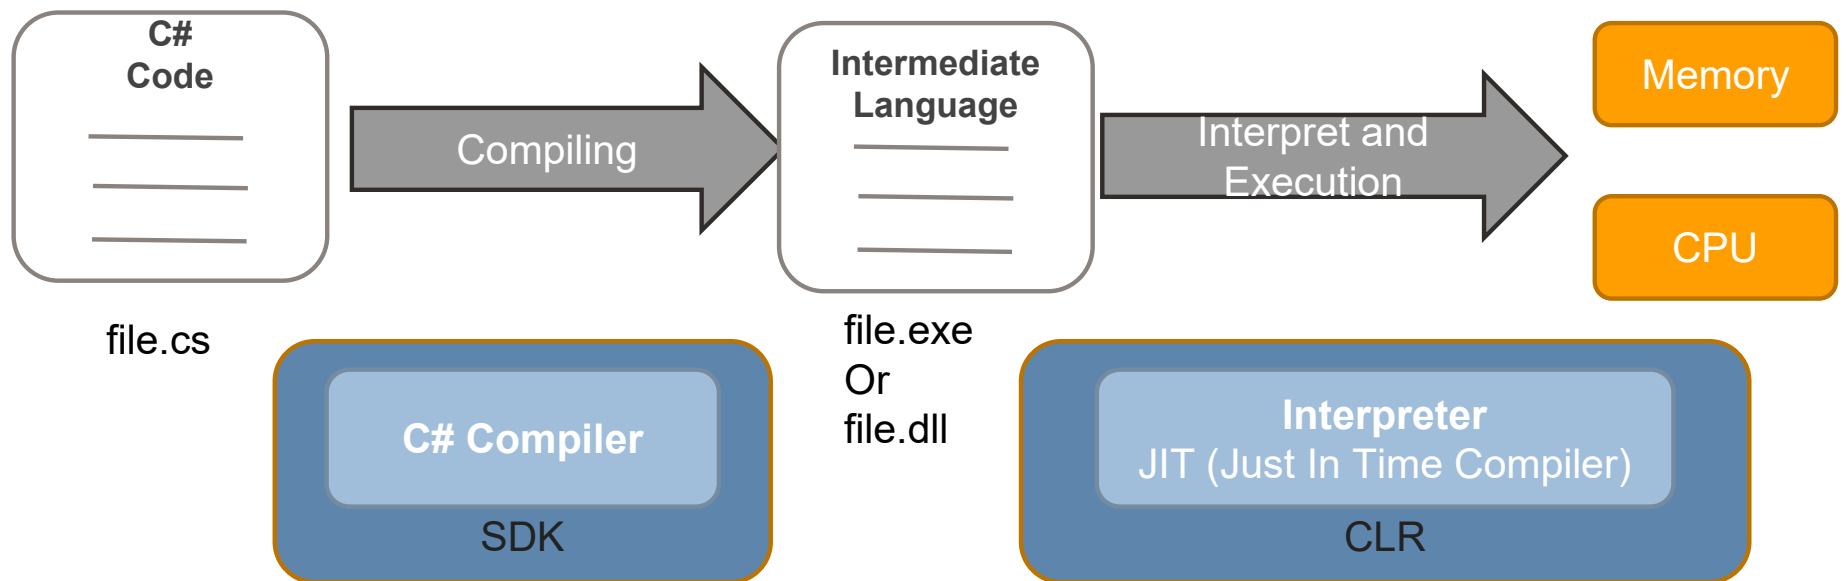 C#
Code
Compiling
Intermediate
Language
Interpret and
Execution
Memory
CPU
file.cs
file.exe
Or
file.dll
C# Compiler
SDK
Interpreter
JIT (Just In Time Compiler)
CLR